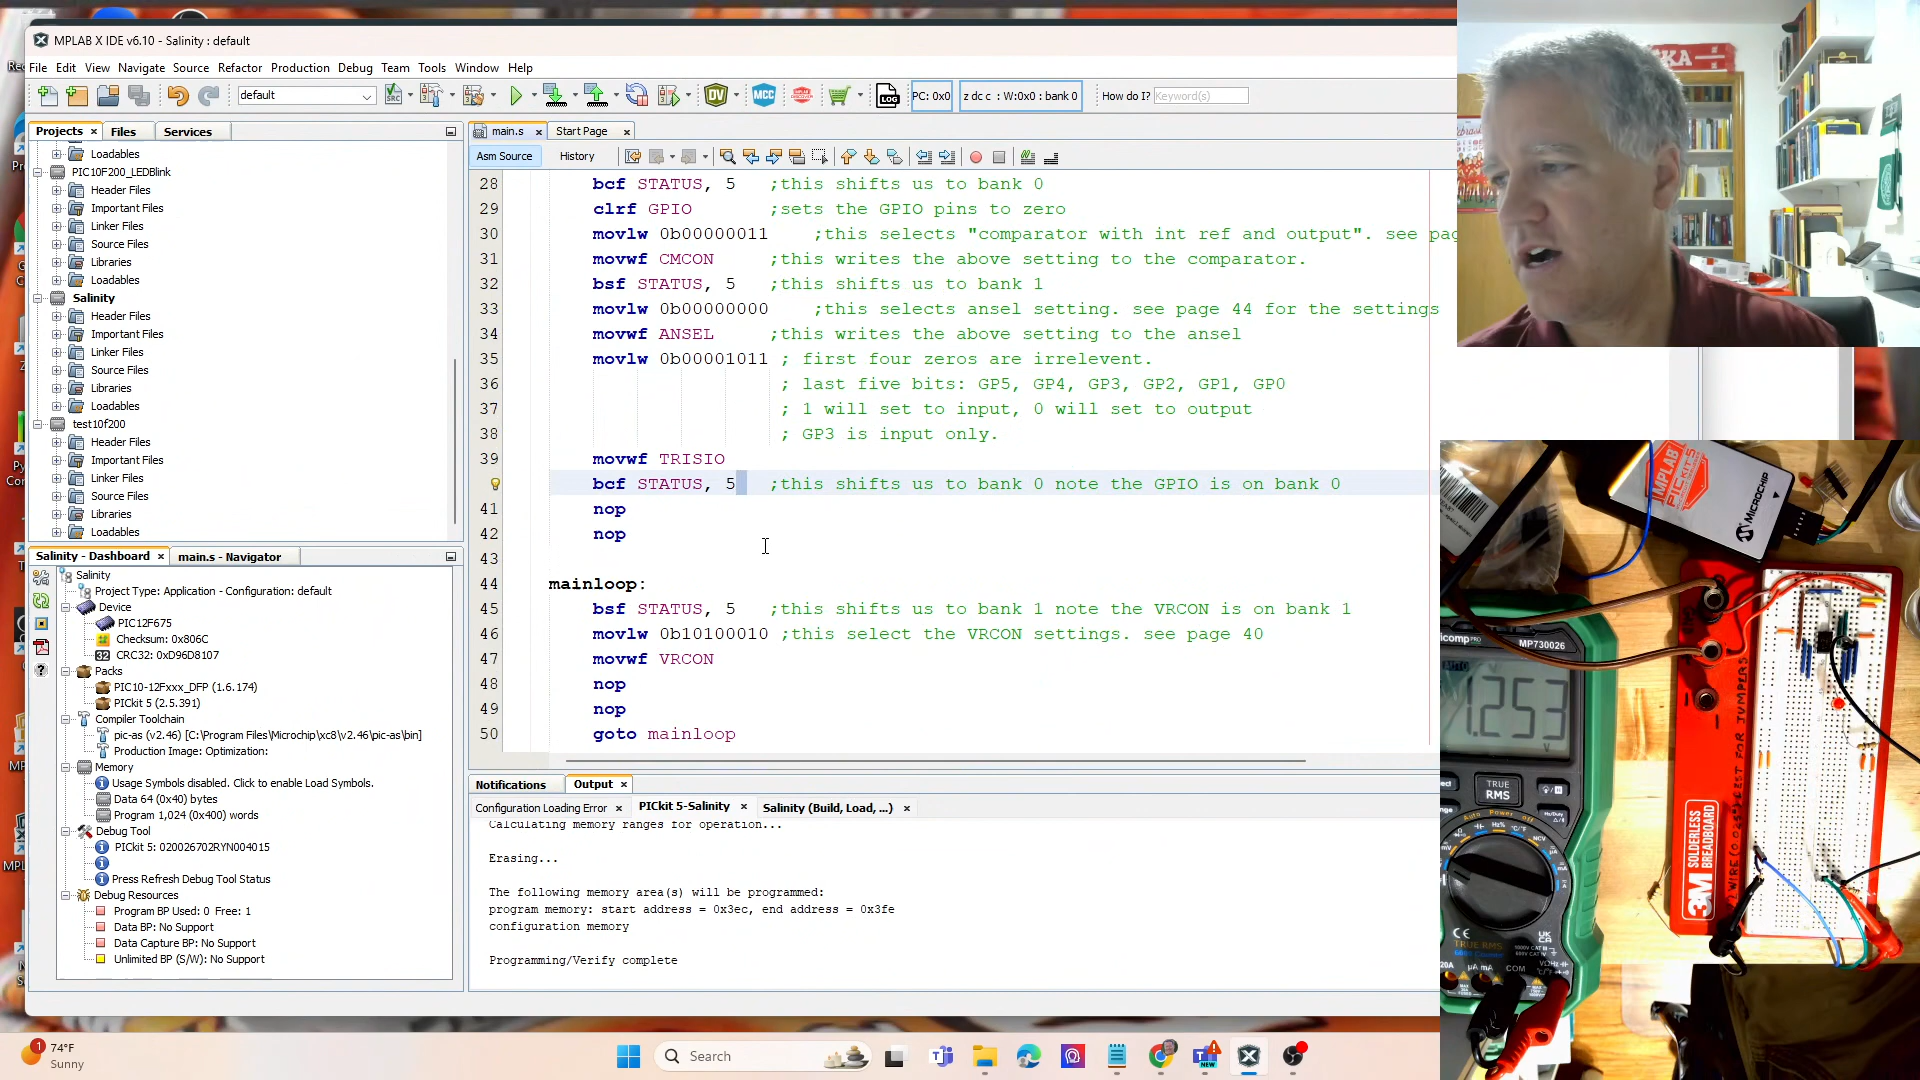 MPLAB X IDE v6.10 - Salinity : default
File Edit View Navigate Source Refactor Production Debug Team Tools Window Help
default
PC: 0x0
z dc c : W:0x0 : bank 0
How do I? Keyword(s)
Projects
Files
Services
Loadables
PIC10F200_LEDBlink
Header Files
Important Files
Linker Files
Source Files
Libraries
Loadables
Salinity
Header Files
Important Files
Linker Files
Source Files
Libraries
Loadables
test10f200
Header Files
Important Files
Linker Files
Source Files
Libraries
Loadables
Salinity - Dashboard
main.s - Navigator
Salinity
Project Type: Application - Configuration: default
Device
PIC12F675
Checksum: 0x806C
CRC32: 0xD96D8107
Packs
PIC10-12Fxxx_DFP (1.6.174)
PICkit 5 (2.5.391)
Compiler Toolchain
pic-as (v2.46) [C:\Program Files\Microchip\xc8\v2.46\pic-as\bin]
Production Image: Optimization:
Memory
Usage Symbols disabled. Click to enable Load Symbols.
Data 64 (0x40) bytes
Program 1,024 (0x400) words
Debug Tool
PICkit 5: 020026702RYN004015
Press Refresh Debug Tool Status
Debug Resources
Program BP Used: 0 Free: 1
Data BP: No Support
Data Capture BP: No Support
Unlimited BP (S/W): No Support
main.s
Start Page
Asm Source
History
28 bcf STATUS, 5 ;this shifts us to bank 0
29 clrf GPIO ;sets the GPIO pins to zero
30 movlw 0b00000011 ;this selects "comparator with int ref and output". see pag
31 movwf CMCON ;this writes the above setting to the comparator.
32 bsf STATUS, 5 ;this shifts us to bank 1
33 movlw 0b00000000 ;this selects ansel setting. see page 44 for the settings
34 movwf ANSEL ;this writes the above setting to the ansel
35 movlw 0b00001011 ; first four zeros are irrelevent.
36 ; last five bits: GP5, GP4, GP3, GP2, GP1, GP0
37 ; 1 will set to input, 0 will set to output
38 ; GP3 is input only.
39 movwf TRISIO
bcf STATUS, 5 ;this shifts us to bank 0 note the GPIO is on bank 0
41 nop
42 nop
43
44 mainloop:
45 bsf STATUS, 5 ;this shifts us to bank 1 note the VRCON is on bank 1
46 movlw 0b10100010 ;this select the VRCON settings. see page 40
47 movwf VRCON
48 nop
49 nop
50 goto mainloop
Notifications
Output
Configuration Loading Error
PICkit 5-Salinity
Salinity (Build, Load, ...)
Calculating memory ranges for operation...
Erasing...
The following memory area(s) will be programmed:
program memory: start address = 0x3ec, end address = 0x3fe
configuration memory
Programming/Verify complete
1
74°F
Sunny
Search
NEW
MPLAB
PICKIT 5
MICROCHIP
MP730026
AUTO
1.253
V
TRUE
RMS
SOLDERLESS
BREADBOARD
3M
COM